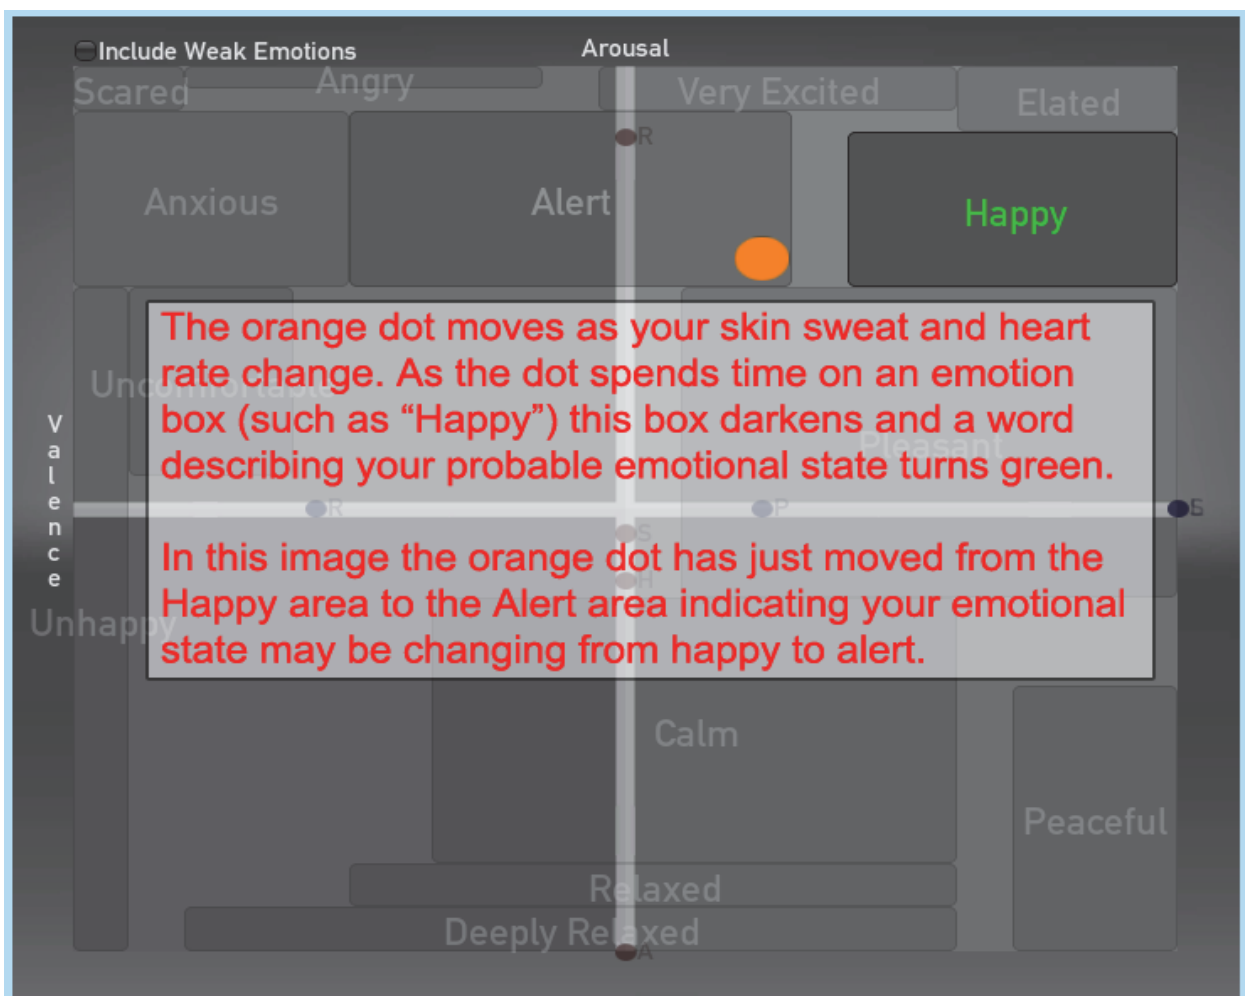 Include Weak Emotions
Arousal
Scared
Angry
Very Excited
Elated
R
Anxious
Alert
Happy
The orange dot moves as your skin sweat and heart
rate change. As the dot spends time on an emotion
box (such as “Happy”) this box darkens and a word
describing your probable emotional state turns green.
Uncomfortable
Pleasant
Valence
R
P
S
In this image the orange dot has just moved from the
Happy area to the Alert area indicating your emotional
state may be changing from happy to alert.
S
H
Unhappy
Calm
Peaceful
Relaxed
Deeply Relaxed
A